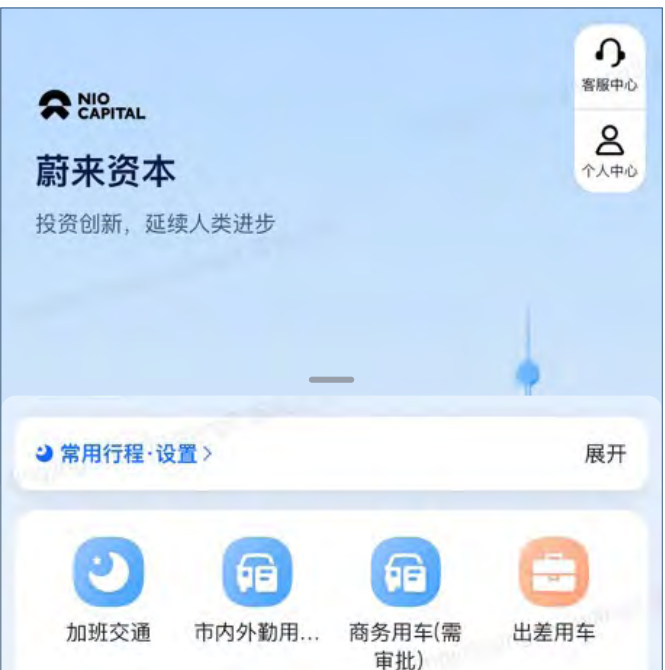 客服中心
NIO
CAPITAL
蔚来资本
个人中心
投资创新，延续人类进步
常用行程·设置>
展开
加班交通
市内外勤用...
商务用车(需
审批)
出差用车